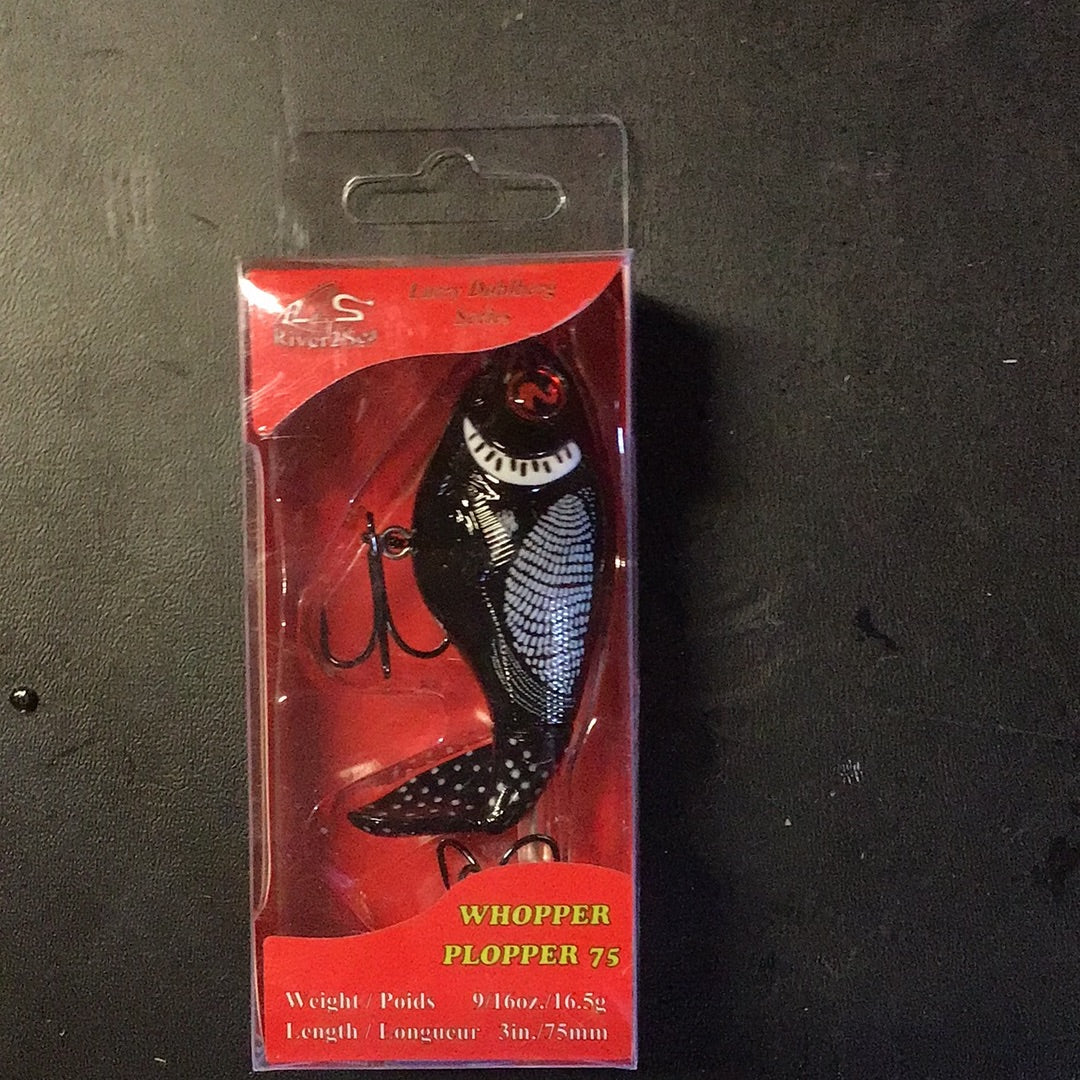 River2Sea
Larry Dahlberg
Series
WHOPPER
PLOPPER 75
Weight / Poids 9/16oz./16.5g
Length / Longueur 3in./75mm